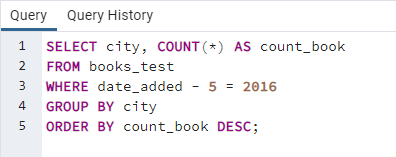 Query Query History
1 SELECT city, COUNT(*) AS count_book
2 FROM books_test
3 WHERE date_added - 5 = 2016
4 GROUP BY city
5 ORDER BY count_book DESC;